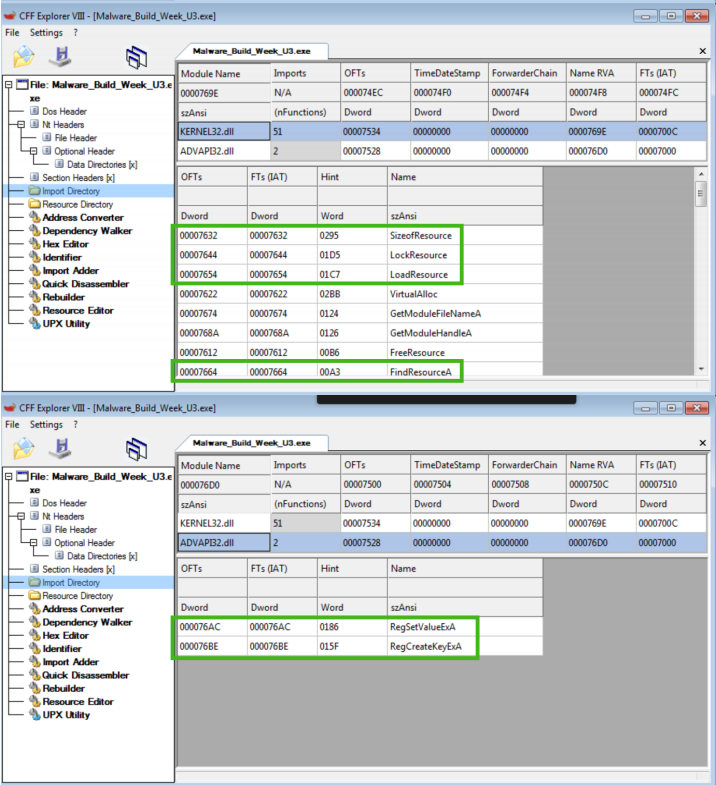 CFF Explorer VIII - [Malware_Build_Week_U3.exe]
File Settings ?
Malware_Build_Week_U3.exe
File: Malware_Build_Week_U3.e
xe
Dos Header
Nt Headers
File Header
Optional Header
Data Directories [x]
Section Headers [x]
Import Directory
Resource Directory
Address Converter
Dependency Walker
Hex Editor
Identifier
Import Adder
Quick Disassembler
Rebuilder
Resource Editor
UPX Utility
Module Name Imports OFTs TimeDateStamp ForwarderChain Name RVA FTs (IAT)
0000769E N/A 000074EC 000074F0 000074F4 000074F8 000074FC
szAnsi (nFunctions) Dword Dword Dword Dword Dword
KERNEL32.dll 51 00007534 00000000 00000000 0000769E 0000700C
ADVAPI32.dll 2 00007528 00000000 00000000 000076D0 00007000
OFTs FTs (IAT) Hint Name
Dword Dword Word szAnsi
00007632 00007632 0295 SizeofResource
00007644 00007644 01D5 LockResource
00007654 00007654 01C7 LoadResource
00007622 00007622 02BB VirtualAlloc
00007674 00007674 0124 GetModuleFileNameA
0000768A 0000768A 0126 GetModuleHandleA
00007612 00007612 00B6 FreeResource
00007664 00007664 00A3 FindResourceA
CFF Explorer VIII - [Malware_Build_Week_U3.exe]
File Settings ?
Malware_Build_Week_U3.exe
File: Malware_Build_Week_U3.e
xe
Dos Header
Nt Headers
File Header
Optional Header
Data Directories [x]
Section Headers [x]
Import Directory
Resource Directory
Address Converter
Dependency Walker
Hex Editor
Identifier
Import Adder
Quick Disassembler
Rebuilder
Resource Editor
UPX Utility
Module Name Imports OFTs TimeDateStamp ForwarderChain Name RVA FTs (IAT)
000076D0 N/A 00007500 00007504 00007508 0000750C 00007510
szAnsi (nFunctions) Dword Dword Dword Dword Dword
KERNEL32.dll 51 00007534 00000000 00000000 0000769E 0000700C
ADVAPI32.dll 2 00007528 00000000 00000000 000076D0 00007000
OFTs FTs (IAT) Hint Name
Dword Dword Word szAnsi
000076AC 000076AC 0186 RegSetValueExA
000076BE 000076BE 015F RegCreateKeyExA